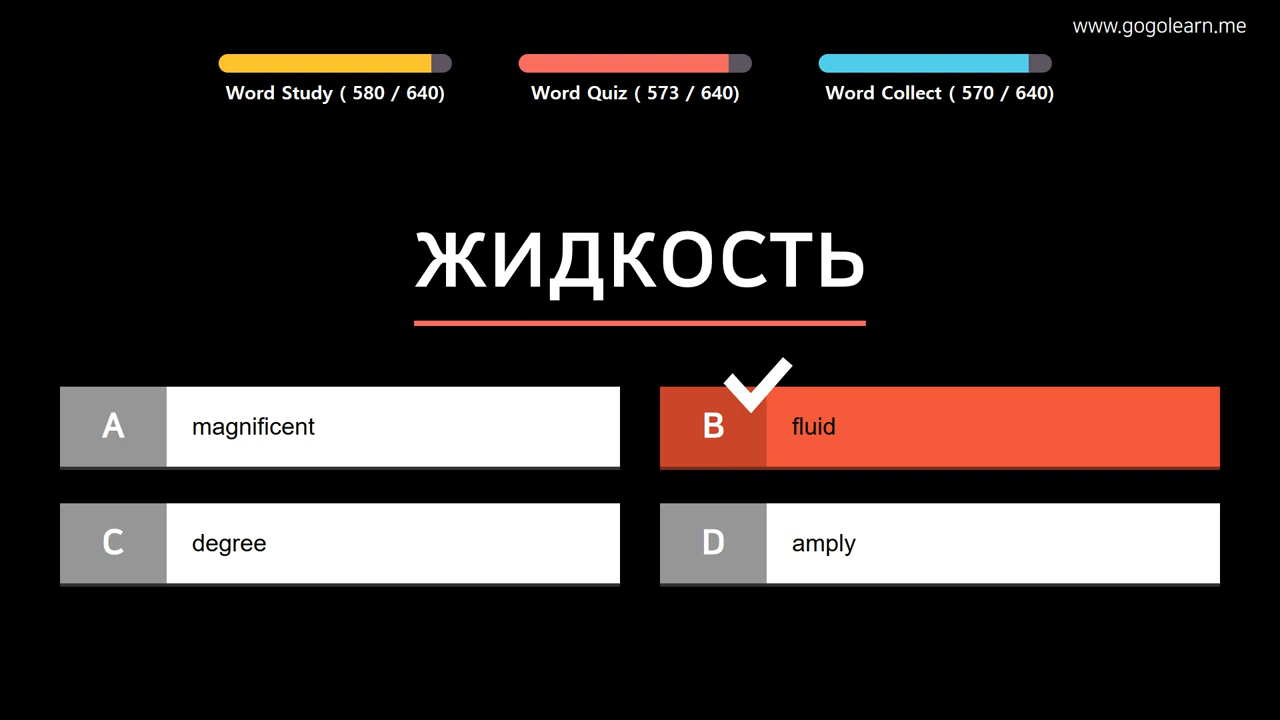 www.gogolearn.me
Word Study ( 580 / 640)
Word Quiz ( 573 / 640)
Word Collect ( 570 / 640)
ЖИДКОСТЬ
A magnificent
B fluid
C degree
D amply